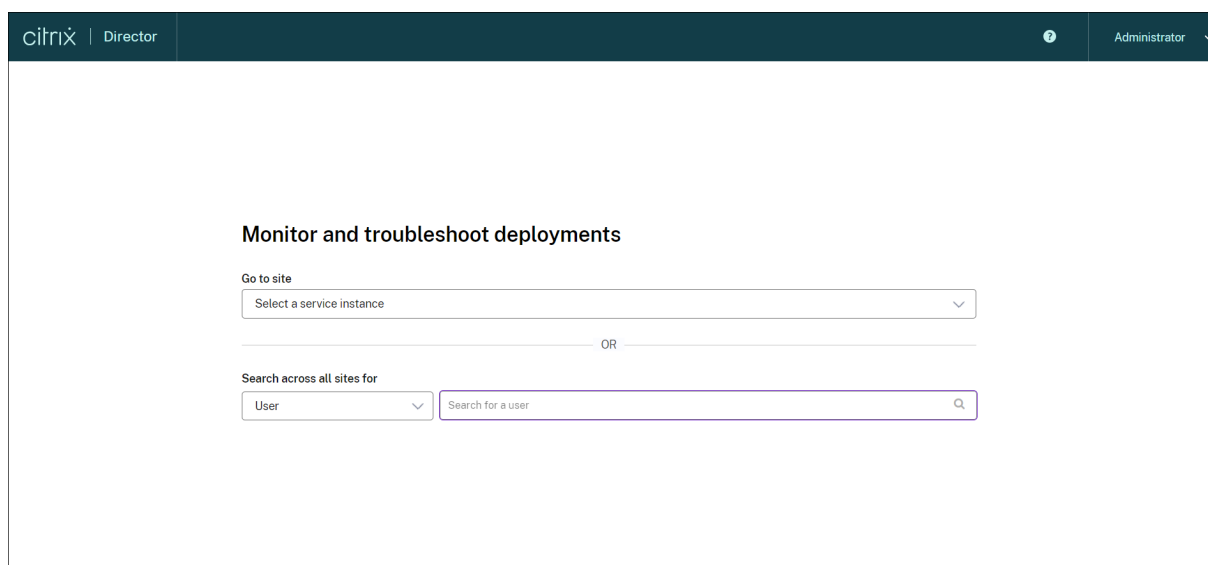 citrix | Director
? Administrator
Monitor and troubleshoot deployments
Go to site
Select a service instance
OR
Search across all sites for
User Search for a user